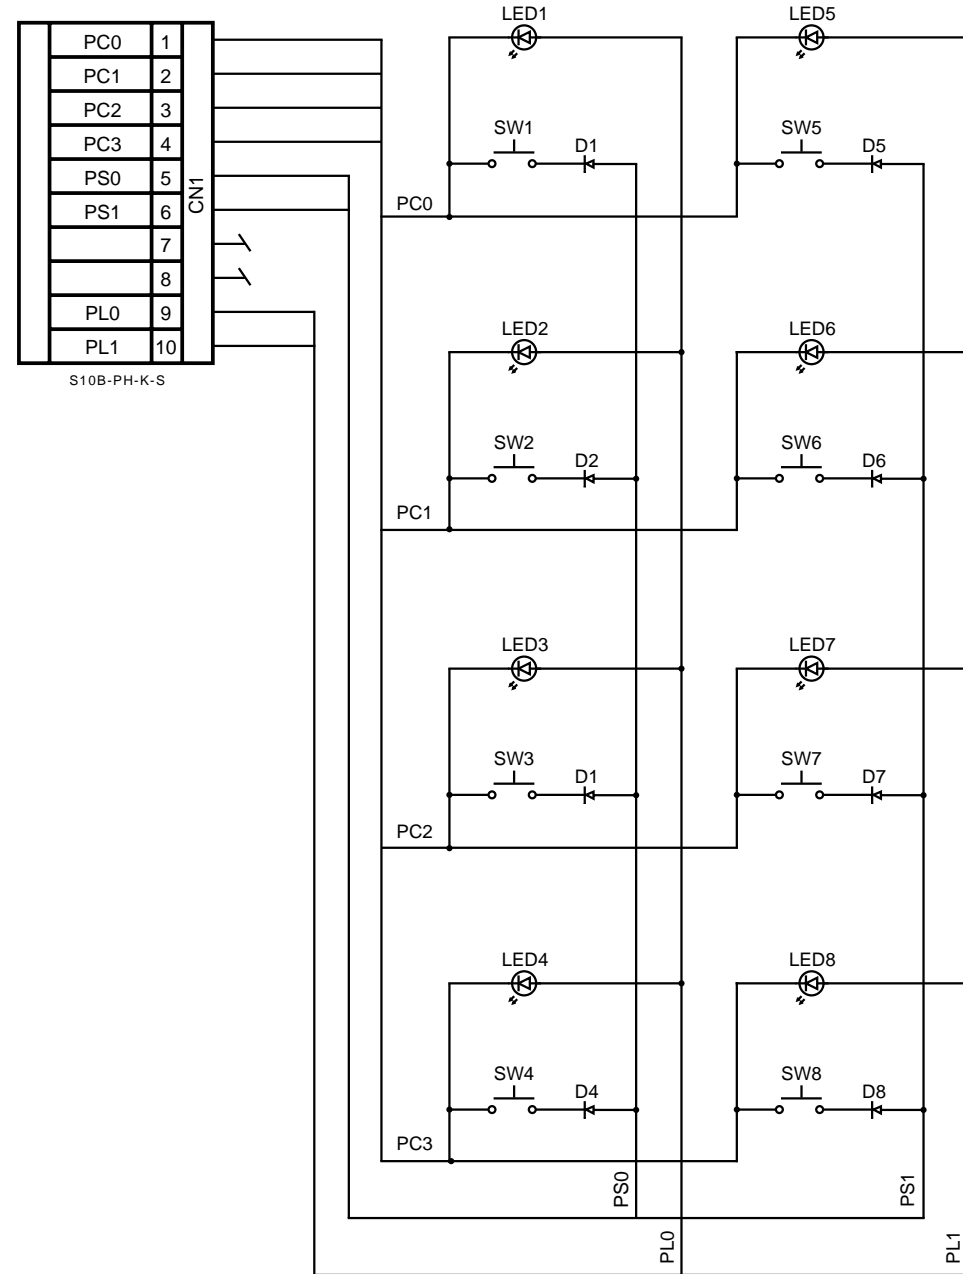 PC0 1
PC1 2
PC2 3
PC3 4
PS0 5
PS1 6
7
8
PL0 9
PL1 10
CN1
S10B-PH-K-S
LED1 LED5
SW1 D1 SW5 D5
PC0
LED2 LED6
SW2 D2 SW6 D6
PC1
LED3 LED7
SW3 D1 SW7 D7
PC2
LED4 LED8
SW4 D4 SW8 D8
PC3
PS0 PS1
PL0 PL1